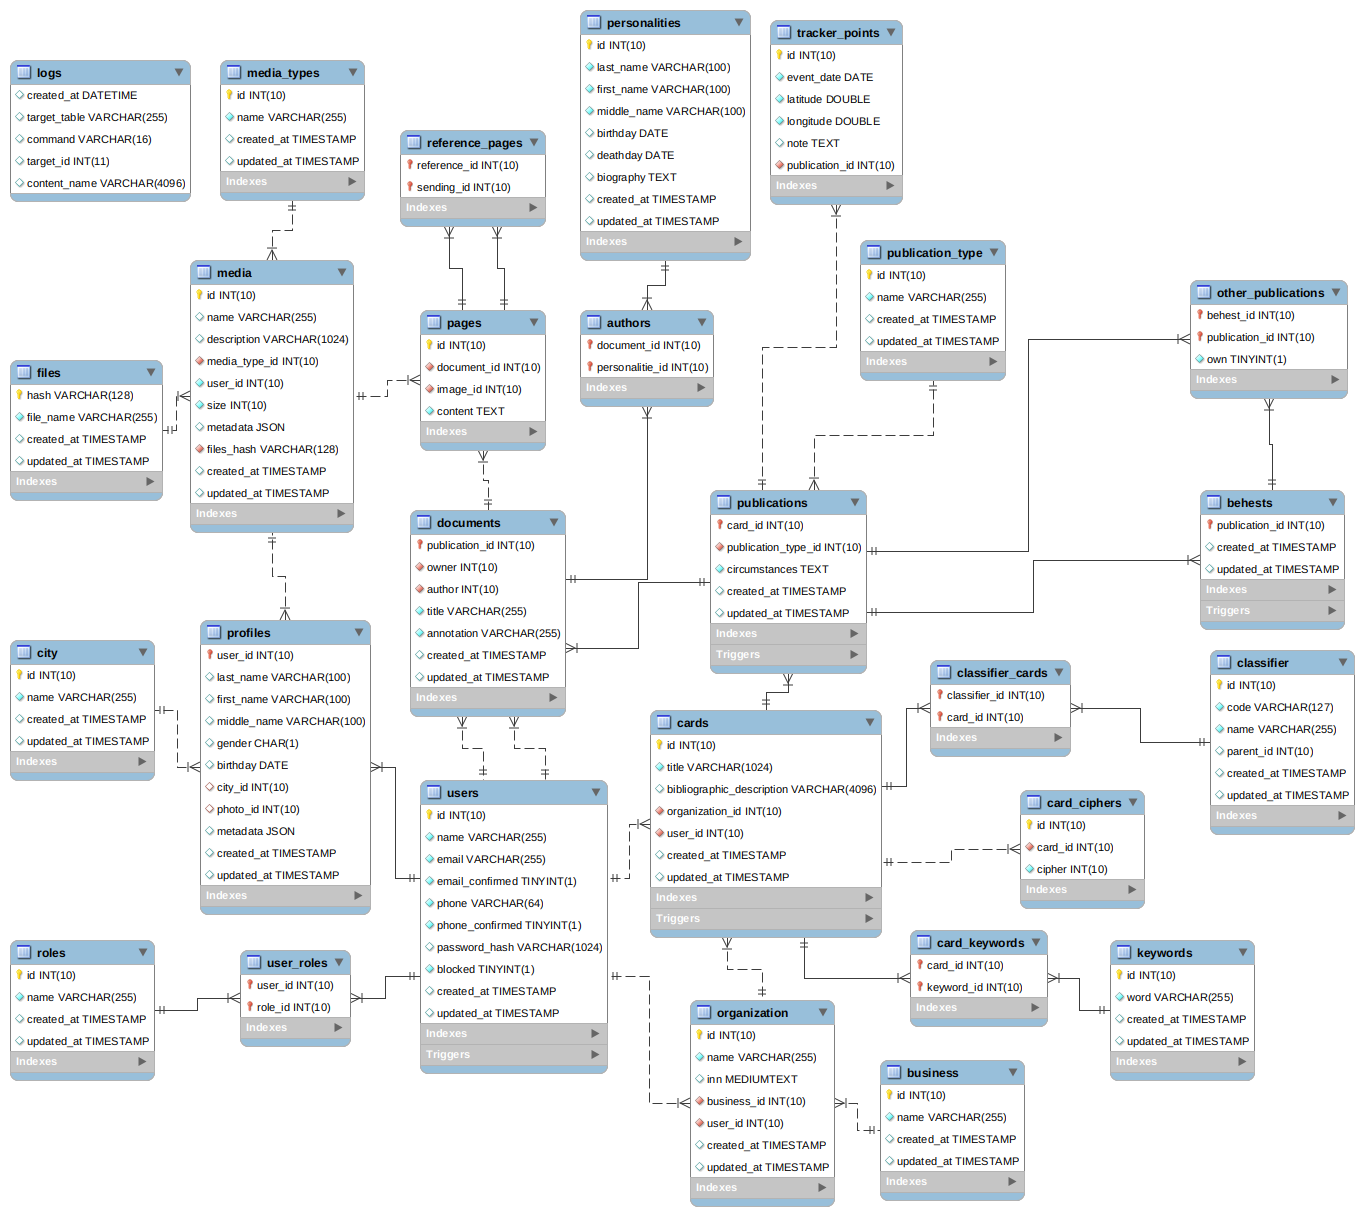 logs
created_at DATETIME
target_table VARCHAR(255)
command VARCHAR(16)
target_id INT(11)
content_name VARCHAR(4096)
media_types
id INT(10)
name VARCHAR(255)
created_at TIMESTAMP
updated_at TIMESTAMP
Indexes
reference_pages
reference_id INT(10)
sending_id INT(10)
Indexes
personalities
id INT(10)
last_name VARCHAR(100)
first_name VARCHAR(100)
middle_name VARCHAR(100)
birthday DATE
deathday DATE
biography TEXT
created_at TIMESTAMP
updated_at TIMESTAMP
Indexes
tracker_points
id INT(10)
event_date DATE
latitude DOUBLE
longitude DOUBLE
note TEXT
publication_id INT(10)
Indexes
publication_type
id INT(10)
name VARCHAR(255)
created_at TIMESTAMP
updated_at TIMESTAMP
Indexes
other_publications
behest_id INT(10)
publication_id INT(10)
own TINYINT(1)
Indexes
media
id INT(10)
name VARCHAR(255)
description VARCHAR(1024)
media_type_id INT(10)
user_id INT(10)
size INT(10)
metadata JSON
files_hash VARCHAR(128)
created_at TIMESTAMP
updated_at TIMESTAMP
Indexes
files
hash VARCHAR(128)
file_name VARCHAR(255)
created_at TIMESTAMP
updated_at TIMESTAMP
Indexes
pages
id INT(10)
document_id INT(10)
image_id INT(10)
content TEXT
Indexes
authors
document_id INT(10)
personalitie_id INT(10)
Indexes
documents
publication_id INT(10)
owner INT(10)
author INT(10)
title VARCHAR(255)
annotation VARCHAR(255)
created_at TIMESTAMP
updated_at TIMESTAMP
Indexes
publications
card_id INT(10)
publication_type_id INT(10)
circumstances TEXT
created_at TIMESTAMP
updated_at TIMESTAMP
Indexes
Triggers
behests
publication_id INT(10)
created_at TIMESTAMP
updated_at TIMESTAMP
Indexes
Triggers
city
id INT(10)
name VARCHAR(255)
created_at TIMESTAMP
updated_at TIMESTAMP
Indexes
profiles
user_id INT(10)
last_name VARCHAR(100)
first_name VARCHAR(100)
middle_name VARCHAR(100)
gender CHAR(1)
birthday DATE
city_id INT(10)
photo_id INT(10)
metadata JSON
created_at TIMESTAMP
updated_at TIMESTAMP
Indexes
users
id INT(10)
name VARCHAR(255)
email VARCHAR(255)
email_confirmed TINYINT(1)
phone VARCHAR(64)
phone_confirmed TINYINT(1)
password_hash VARCHAR(1024)
blocked TINYINT(1)
created_at TIMESTAMP
updated_at TIMESTAMP
Indexes
Triggers
cards
id INT(10)
title VARCHAR(1024)
bibliographic_description VARCHAR(4096)
organization_id INT(10)
user_id INT(10)
created_at TIMESTAMP
updated_at TIMESTAMP
Indexes
Triggers
classifier_cards
classifier_id INT(10)
card_id INT(10)
Indexes
classifier
id INT(10)
code VARCHAR(127)
name VARCHAR(255)
parent_id INT(10)
created_at TIMESTAMP
updated_at TIMESTAMP
Indexes
card_ciphers
id INT(10)
card_id INT(10)
cipher INT(10)
Indexes
roles
id INT(10)
name VARCHAR(255)
created_at TIMESTAMP
updated_at TIMESTAMP
Indexes
user_roles
user_id INT(10)
role_id INT(10)
Indexes
card_keywords
card_id INT(10)
keyword_id INT(10)
Indexes
keywords
id INT(10)
word VARCHAR(255)
created_at TIMESTAMP
updated_at TIMESTAMP
Indexes
organization
id INT(10)
name VARCHAR(255)
inn MEDIUMTEXT
business_id INT(10)
user_id INT(10)
created_at TIMESTAMP
updated_at TIMESTAMP
Indexes
business
id INT(10)
name VARCHAR(255)
created_at TIMESTAMP
updated_at TIMESTAMP
Indexes